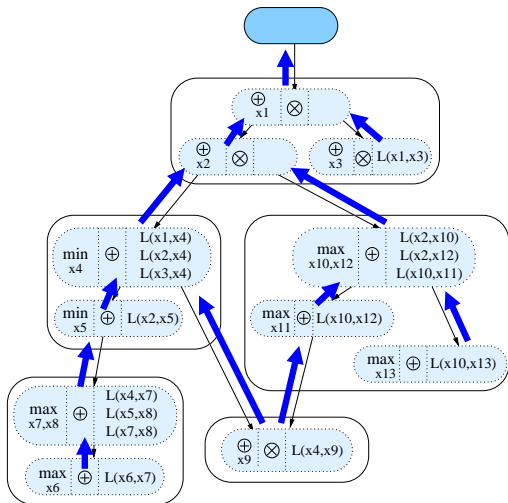 ⊕ ⊗
x1
⊕ ⊗
x2
⊕ ⊗ L(x1,x3)
x3
L(x1,x4)
min ⊕ L(x2,x4)
x4
L(x3,x4)
min ⊕ L(x2,x5)
x5
L(x2,x10)
max ⊕ L(x2,x12)
x10,x12
L(x10,x11)
max ⊕ L(x10,x12)
x11
max ⊕ L(x10,x13)
x13
L(x4,x7)
max ⊕ L(x5,x8)
x7,x8
L(x7,x8)
max ⊕ L(x6,x7)
x6
⊕ ⊗ L(x4,x9)
x9